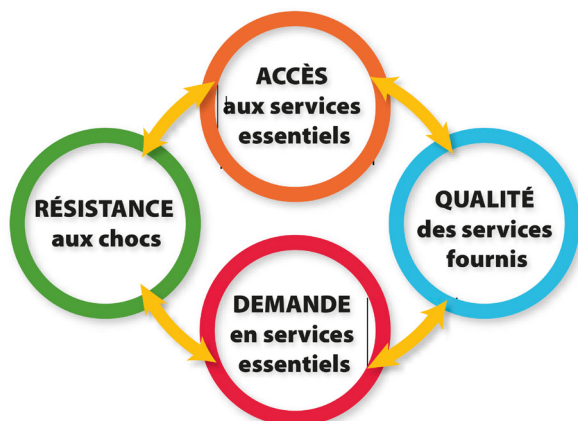 ACCÈS
aux services
essentiels
RÉSISTANCE
aux chocs
QUALITÉ
des services
fournis
DEMANDE
en services
essentiels